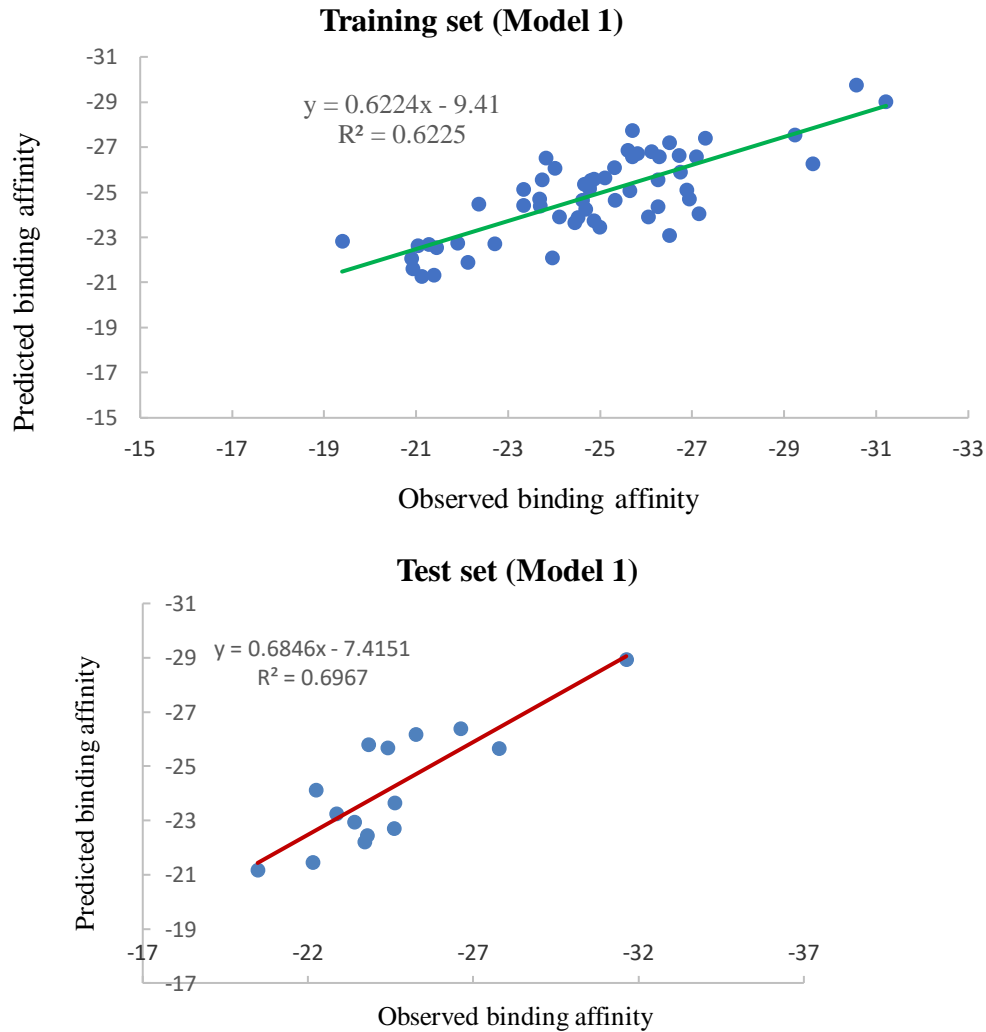 Training set (Model 1)
-31
-29
-27
-25
-23
-21
-19
-17
-15
y = 0.6224x - 9.41
R² = 0.6225
Predicted binding affinity
-15 -17 -19 -21 -23 -25 -27 -29 -31 -33
Observed binding affinity
Test set (Model 1)
-31
-29
-27
-25
-23
-21
-19
-17
y = 0.6846x - 7.4151
R² = 0.6967
Predicted binding affinity
-17 -22 -27 -32 -37
Observed binding affinity